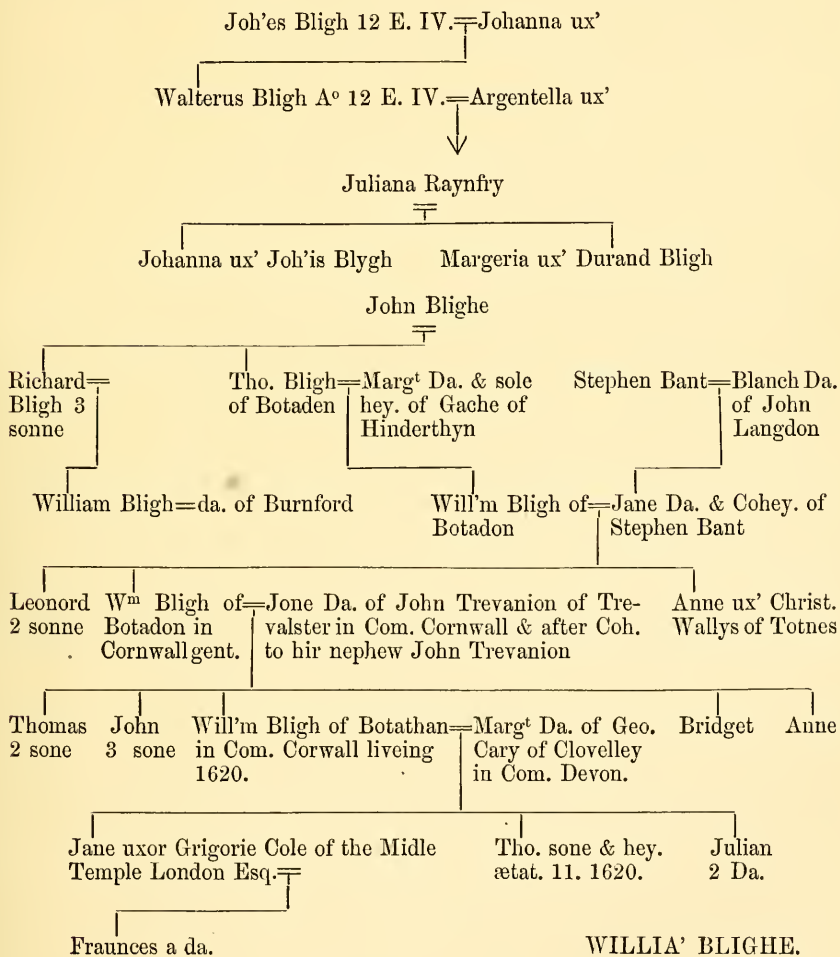 Joh'es Bligh 12 E. IV.=Johanna ux'
Walterus Bligh Aº 12 E. IV.=Argentella ux'
Juliana Raynfry
Johanna ux' Joh'is Blygh Margeria ux' Durand Bligh
John Blighe
Richard= Tho. Bligh=Margᵗ Da. & sole Stephen Bant=Blanch Da.
Bligh 3 of Botaden hey. of Gache of of John
sonne Hinderthyn Langdon
William Bligh=da. of Burnford Will'm Bligh of=Jane Da. & Cohey. of
Botadon Stephen Bant
Leonord Wᵐ Bligh of=Jone Da. of John Trevanion of Tre- Anne ux' Christ.
2 sonne Botadon in valster in Com. Cornwall & after Coh. Wallys of Totnes
Cornwall gent. to hir nephew John Trevanion
Thomas John Will'm Bligh of Botathan=Margᵗ Da. of Geo. Bridget Anne
2 sone 3 sone in Com. Corwall liveing Cary of Clovelley
1620. in Com. Devon.
Jane uxor Grigorie Cole of the Midle Tho. sone & hey. Julian
Temple London Esq.= ætat. 11. 1620. 2 Da.
Fraunces a da. WILLIA' BLIGHE.